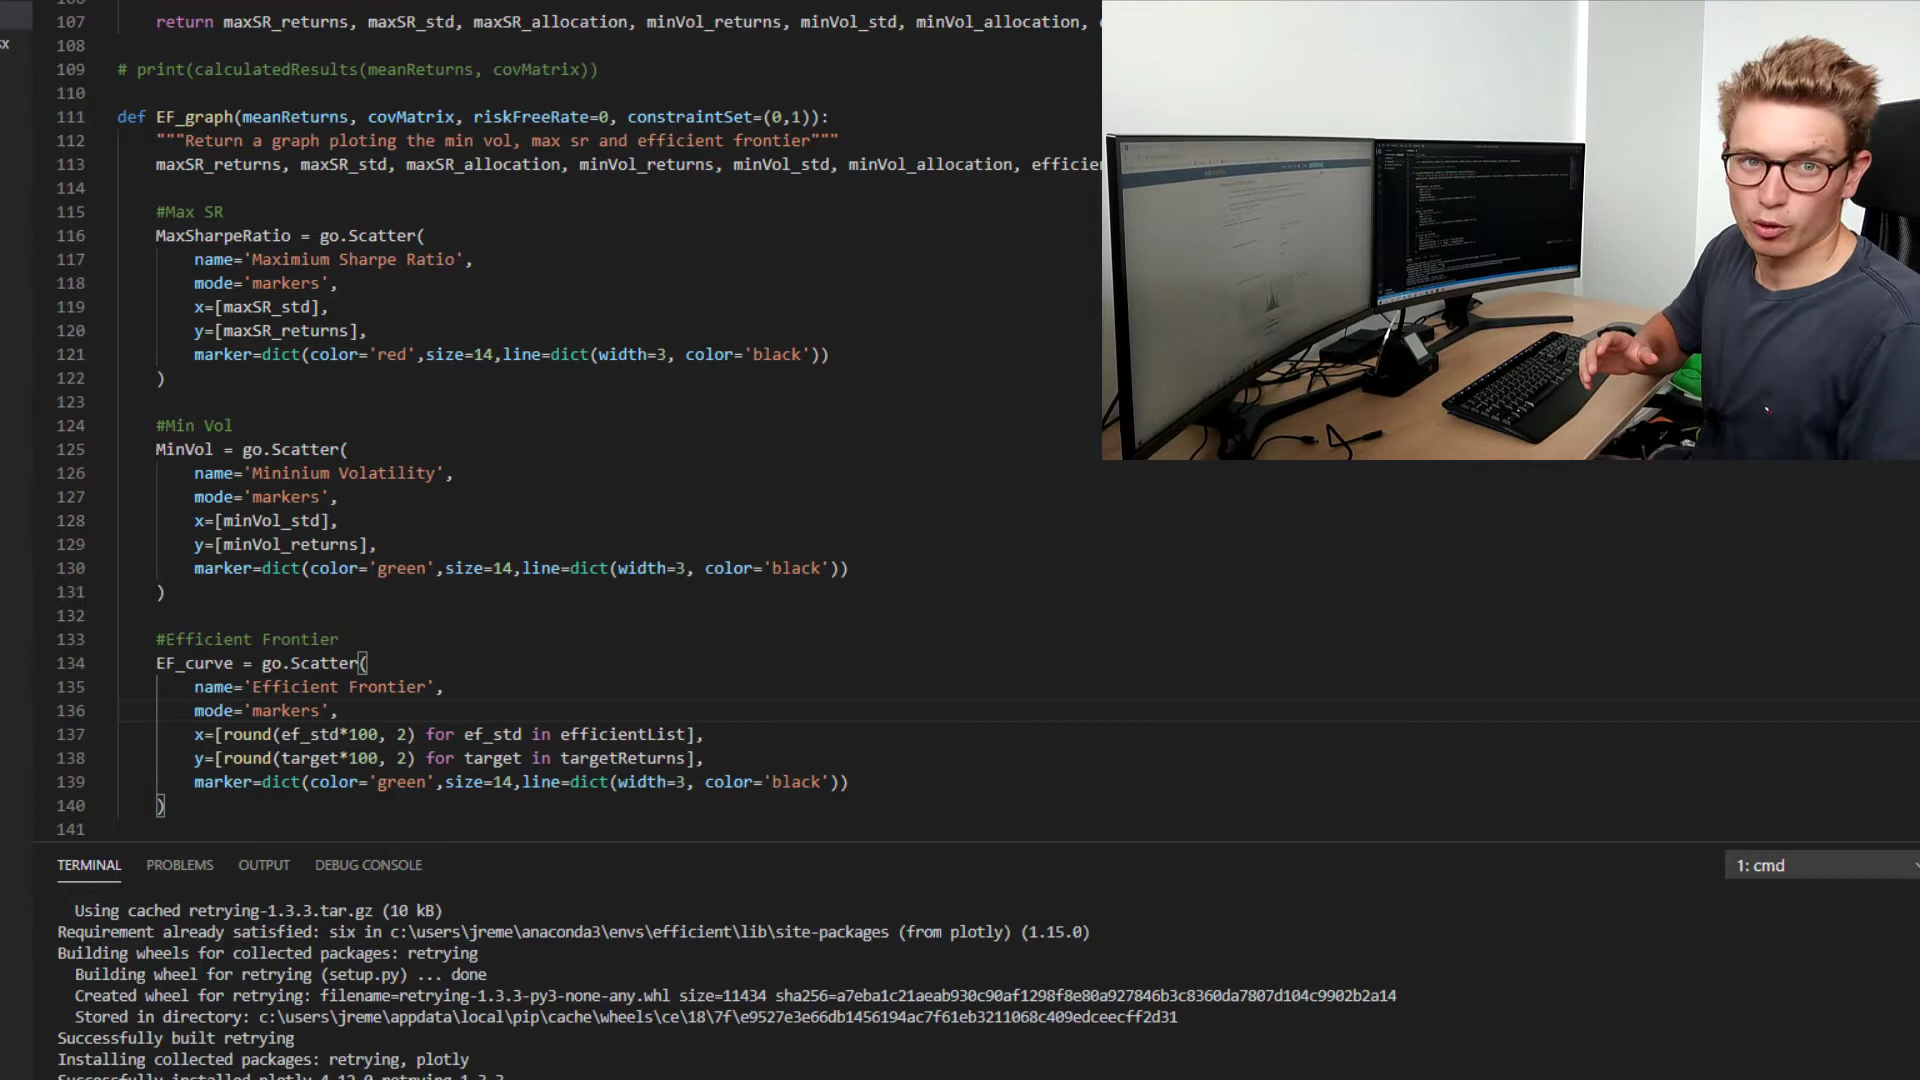 106
107 return maxSR_returns, maxSR_std, maxSR_allocation, minVol_returns, minVol_std, minVol_allocation,
108
109 # print(calculatedResults(meanReturns, covMatrix))
110
111 def EF_graph(meanReturns, covMatrix, riskFreeRate=0, constraintSet=(0,1)):
112 """Return a graph ploting the min vol, max sr and efficient frontier"""
113 maxSR_returns, maxSR_std, maxSR_allocation, minVol_returns, minVol_std, minVol_allocation, efficien
114
115 #Max SR
116 MaxSharpeRatio = go.Scatter(
117 name='Maximium Sharpe Ratio',
118 mode='markers',
119 x=[maxSR_std],
120 y=[maxSR_returns],
121 marker=dict(color='red',size=14,line=dict(width=3, color='black'))
122 )
123
124 #Min Vol
125 MinVol = go.Scatter(
126 name='Mininium Volatility',
127 mode='markers',
128 x=[minVol_std],
129 y=[minVol_returns],
130 marker=dict(color='green',size=14,line=dict(width=3, color='black'))
131 )
132
133 #Efficient Frontier
134 EF_curve = go.Scatter(
135 name='Efficient Frontier',
136 mode='markers',
137 x=[round(ef_std*100, 2) for ef_std in efficientList],
138 y=[round(target*100, 2) for target in targetReturns],
139 marker=dict(color='green',size=14,line=dict(width=3, color='black'))
140 )
141
TERMINAL PROBLEMS OUTPUT DEBUG CONSOLE 1: cmd
Using cached retrying-1.3.3.tar.gz (10 kB)
Requirement already satisfied: six in c:\users\jreme\anaconda3\envs\efficient\lib\site-packages (from plotly) (1.15.0)
Building wheels for collected packages: retrying
Building wheel for retrying (setup.py) ... done
Created wheel for retrying: filename=retrying-1.3.3-py3-none-any.whl size=11434 sha256=a7eba1c21aeab930c90af1298f8e80a927846b3c8360da7807d104c9902b2a14
Stored in directory: c:\users\jreme\appdata\local\pip\cache\wheels\ce\18\7f\e9527e3e66db1456194ac7f61eb3211068c409edceecff2d31
Successfully built retrying
Installing collected packages: retrying, plotly
Successfully installed plotly-4.12.0 retrying-1.3.3